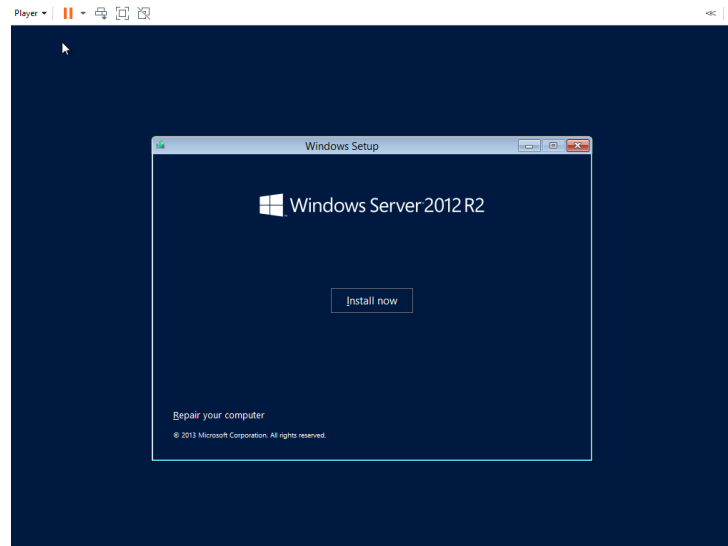 Player
Windows Setup
Windows Server 2012 R2
Install now
Repair your computer
© 2013 Microsoft Corporation. All rights reserved.